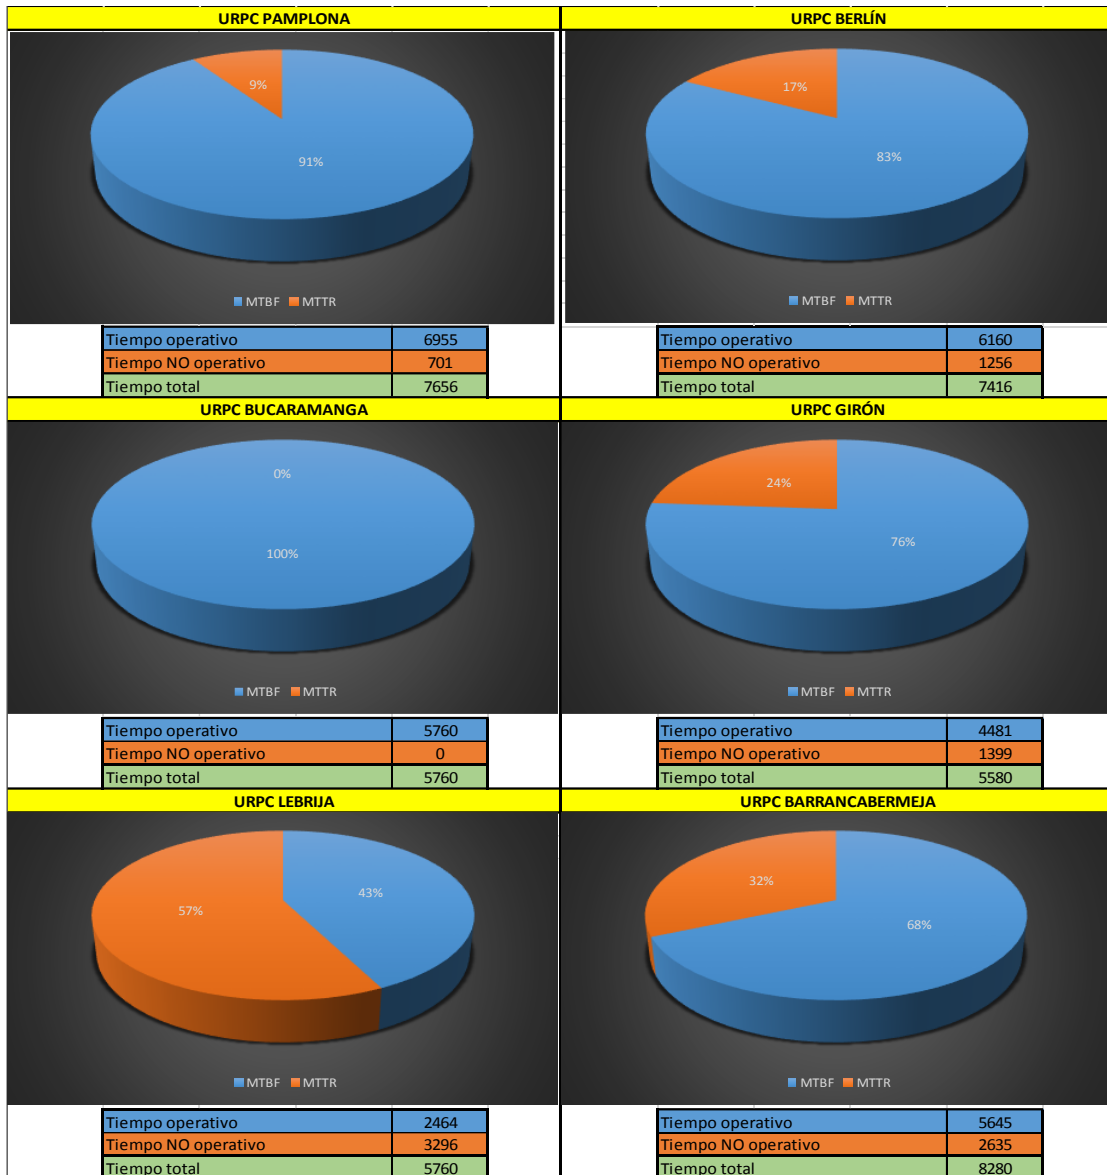 URPC PAMPLONA
9%
91%
MTBF MTTR
Tiempo operativo 6955
Tiempo NO operativo 701
Tiempo total 7656
URPC BERLÍN
17%
83%
MTBF MTTR
Tiempo operativo 6160
Tiempo NO operativo 1256
Tiempo total 7416
URPC BUCARAMANGA
0%
100%
MTBF MTTR
Tiempo operativo 5760
Tiempo NO operativo 0
Tiempo total 5760
URPC GIRÓN
24%
76%
MTBF MTTR
Tiempo operativo 4481
Tiempo NO operativo 1399
Tiempo total 5580
URPC LEBRIJA
43%
57%
MTBF MTTR
Tiempo operativo 2464
Tiempo NO operativo 3296
Tiempo total 5760
URPC BARRANCABERMEJA
32%
68%
MTBF MTTR
Tiempo operativo 5645
Tiempo NO operativo 2635
Tiempo total 8280